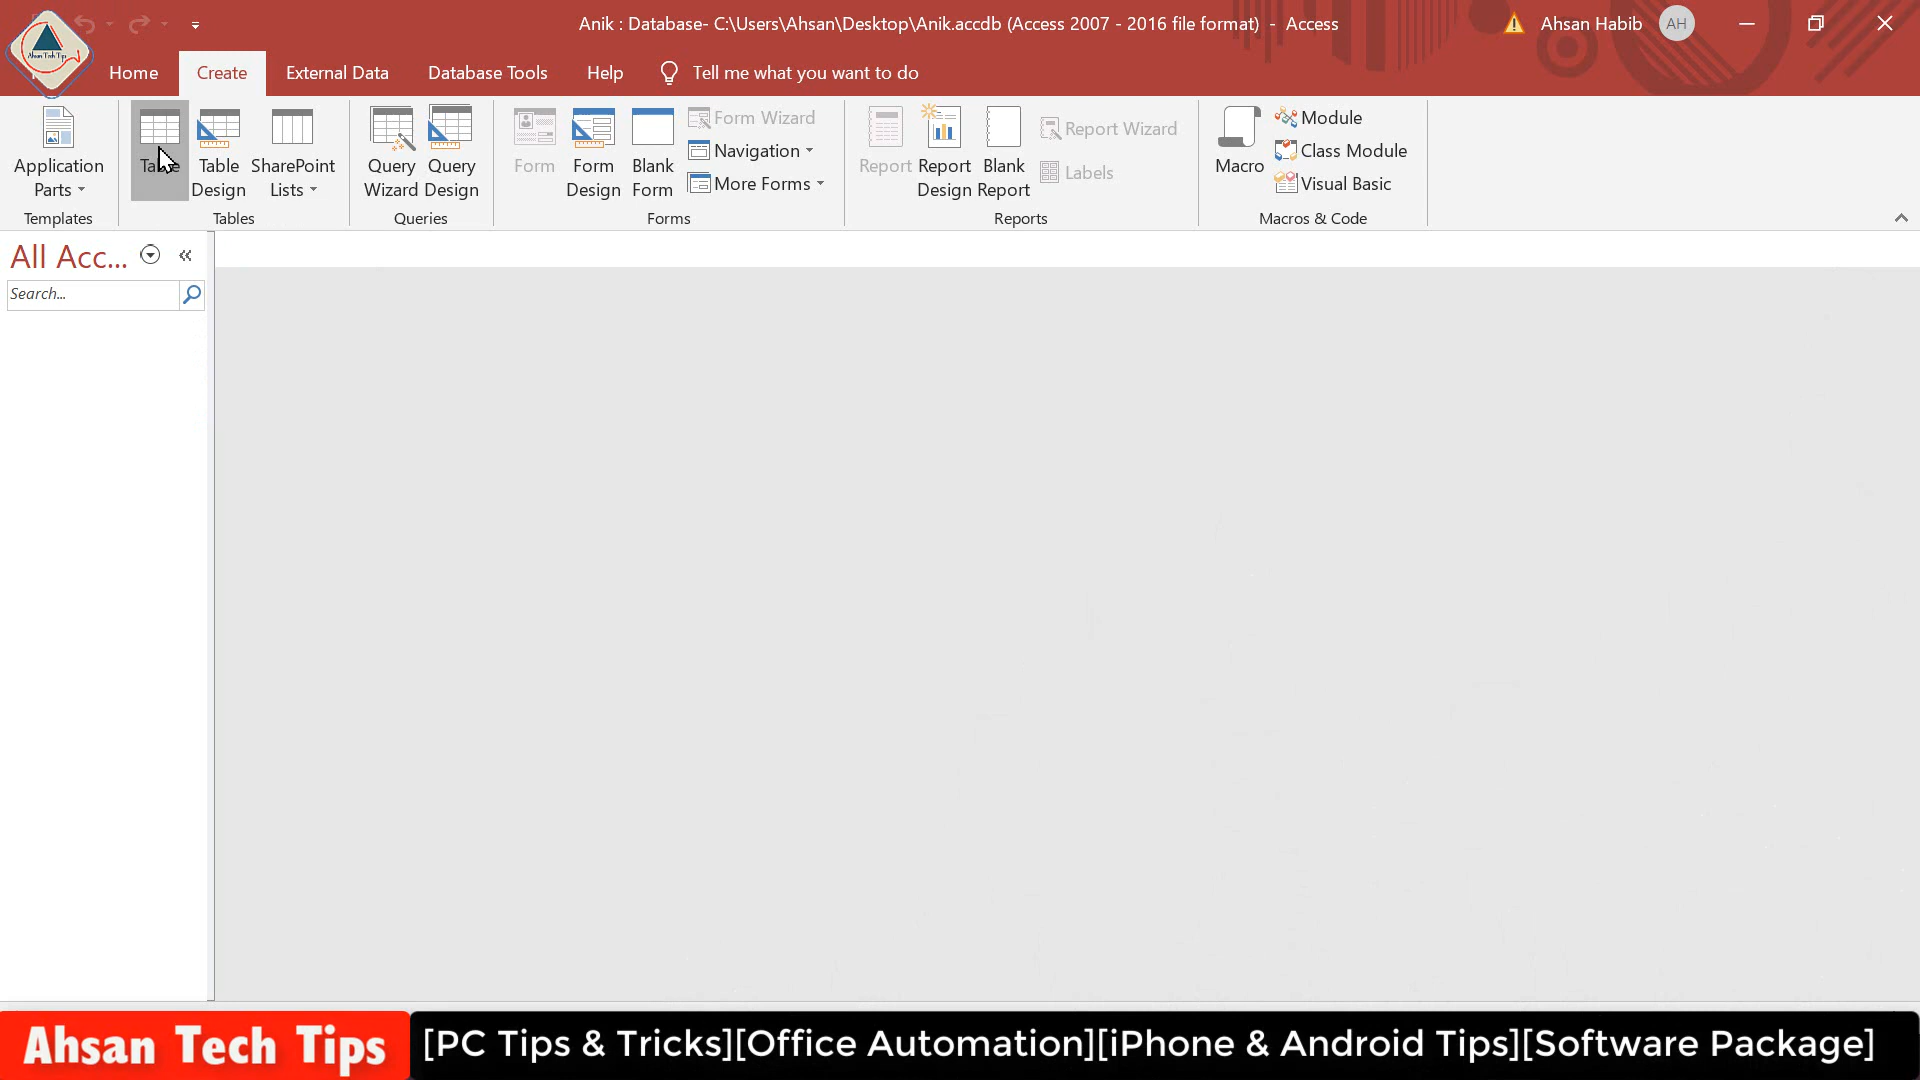 Anik : Database- C:\Users\Ahsan\Desktop\Anik.accdb (Access 2007 - 2016 file format) - Access
Ahsan Habib
AH
Ahsan Tech Tips
Home
Create
External Data
Database Tools
Help
Tell me what you want to do
Application
Parts
Templates
Table
Table
Design
SharePoint
Lists
Tables
Query
Wizard
Query
Design
Queries
Form
Form
Design
Blank
Form
Form Wizard
Navigation
More Forms
Forms
Report
Report
Design
Blank
Report
Report Wizard
Labels
Reports
Macro
Module
Class Module
Visual Basic
Macros & Code
All Acc...
Search...
Ahsan Tech Tips
[PC Tips & Tricks][Office Automation][iPhone & Android Tips][Software Package]